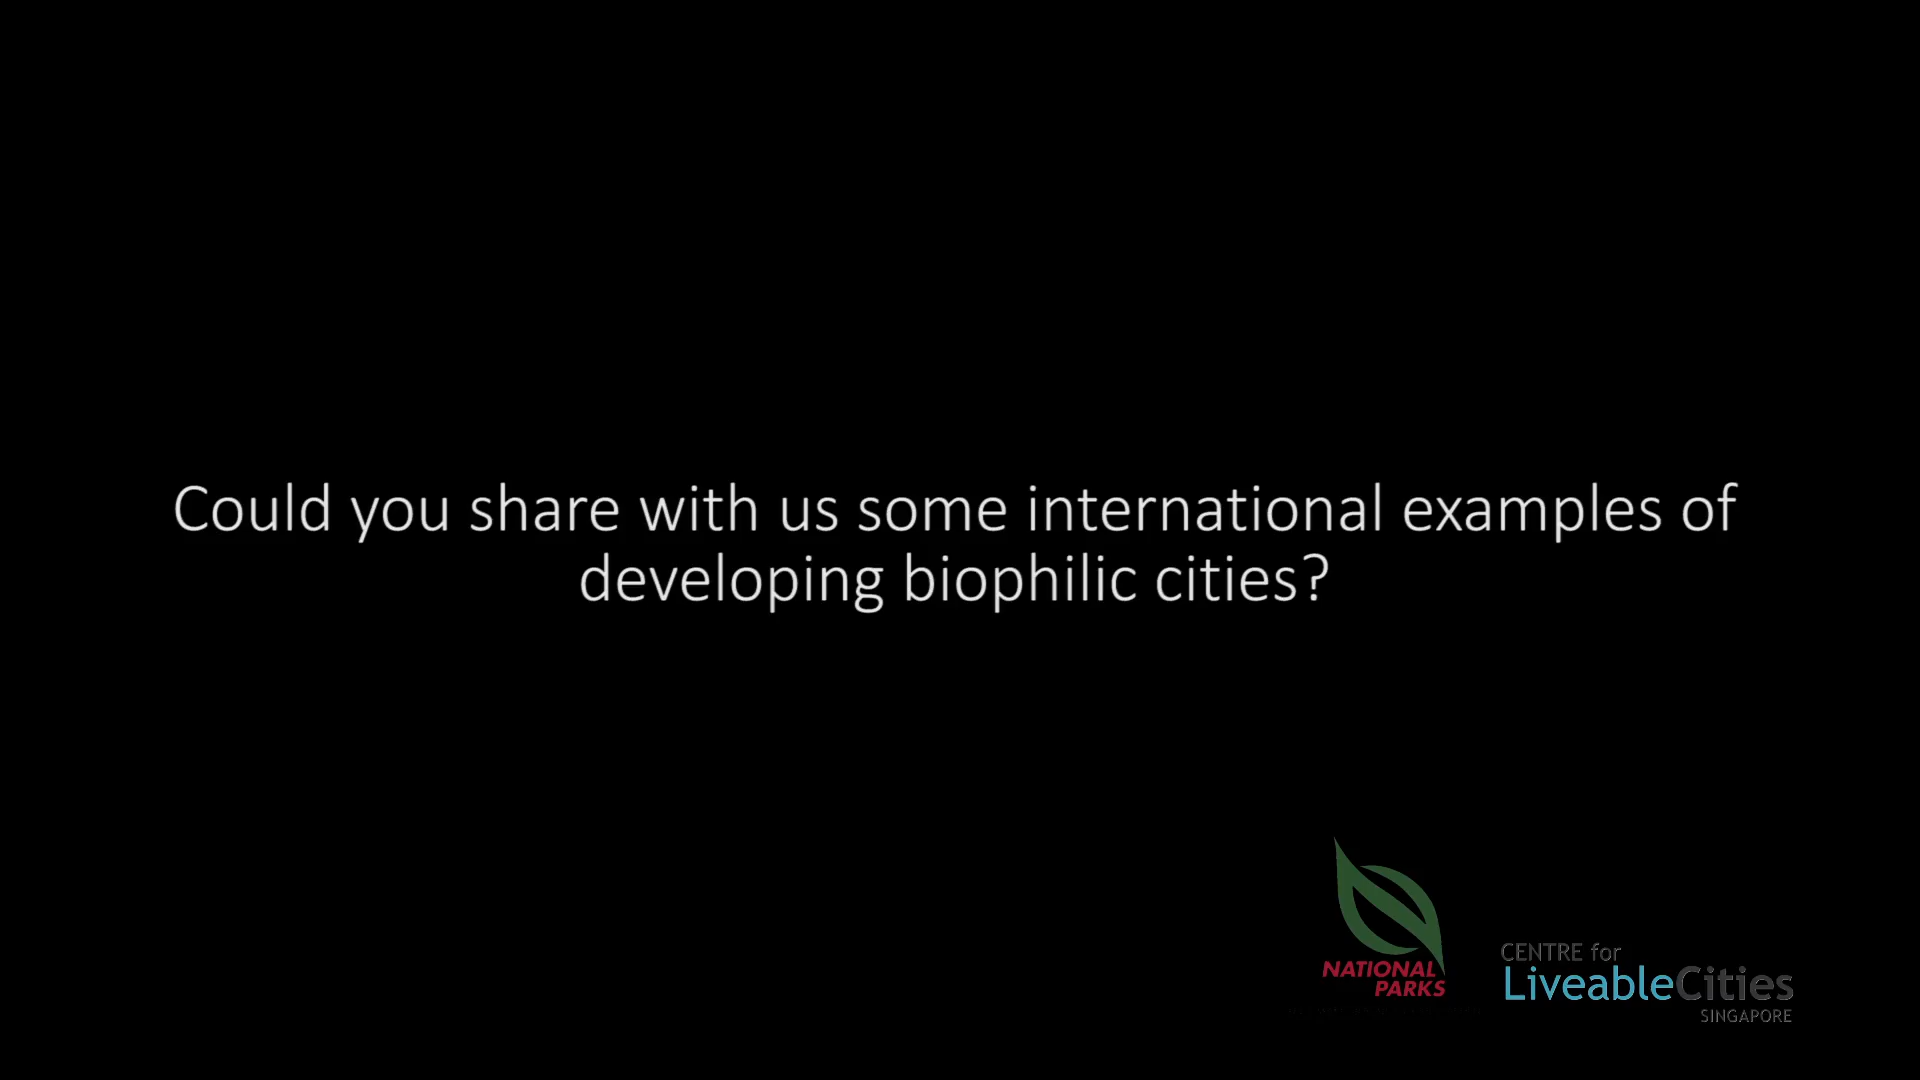 Could you share with us some international examples of
developing biophilic cities?
NATIONAL
PARKS
CENTRE for
LiveableCities
SINGAPORE